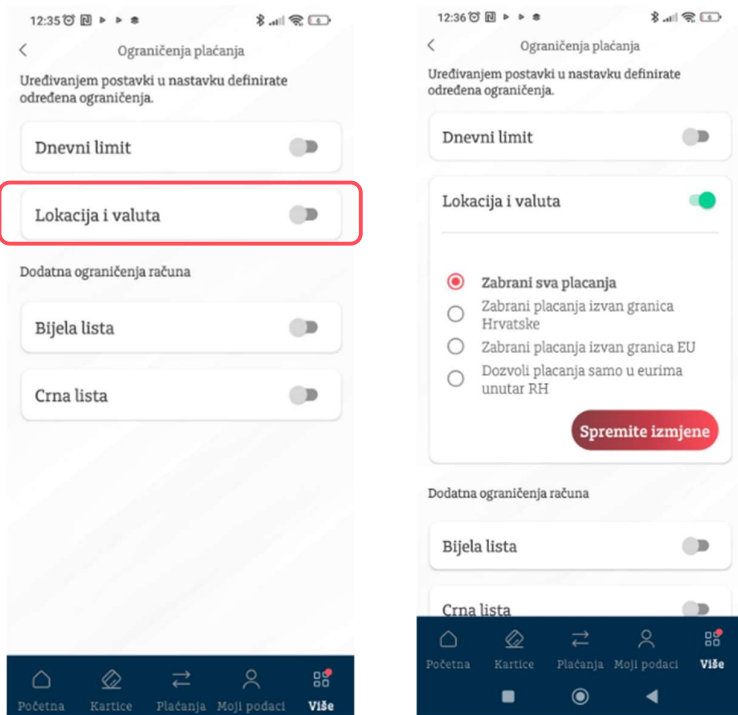 12:35
6
Ograničenja plaćanja
Uređivanjem postavki u nastavku definirate
određena ograničenja.
Dnevni limit
Lokacija i valuta
Dodatna ograničenja računa
Bijela lista
Crna lista
Početna
Kartice
Plaćanja
Moji podaci
Više
12:36
6
Ograničenja plaćanja
Uređivanjem postavki u nastavku definirate
određena ograničenja.
Dnevni limit
Lokacija i valuta
Zabrani sva placanja
Zabrani placanja izvan granica
Hrvatske
Zabrani placanja izvan granica EU
Dozvoli placanja samo u eurima
unutar RH
Spremite izmjene
Dodatna ograničenja računa
Bijela lista
Crna lista
Početna
Kartice
Plaćanja
Moji podaci
Više